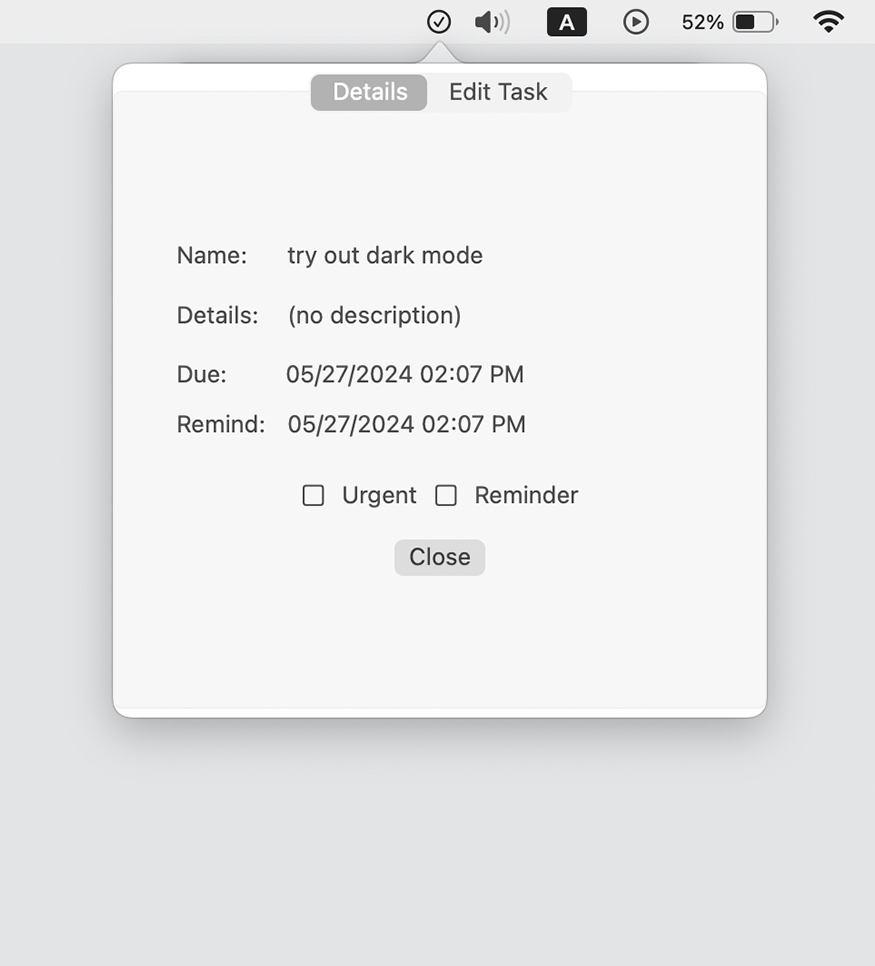 A 52%
Details Edit Task
Name: try out dark mode
Details: (no description)
Due: 05/27/2024 02:07 PM
Remind: 05/27/2024 02:07 PM
Urgent Reminder
Close